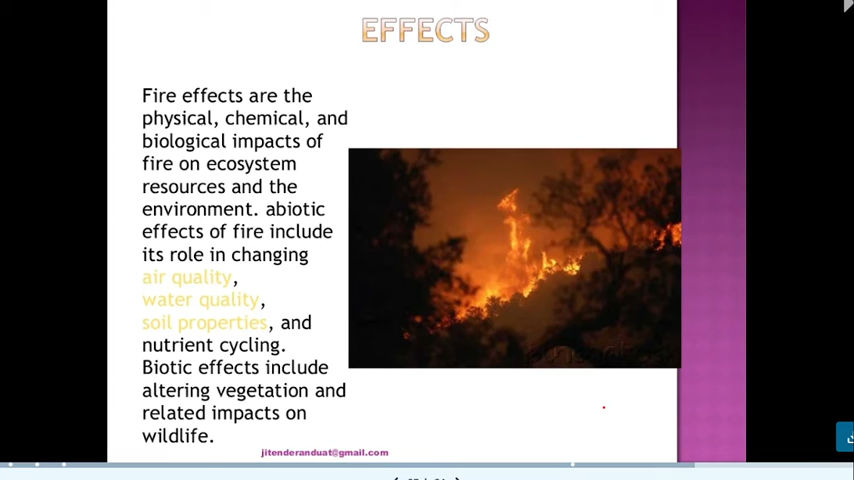 EFFECTS
Fire effects are the
physical, chemical, and
biological impacts of
fire on ecosystem
resources and the
environment. abiotic
effects of fire include
its role in changing
air quality,
water quality,
soil properties, and
nutrient cycling.
Biotic effects include
altering vegetation and
related impacts on
wildlife.
jitenderanduat@gmail.com